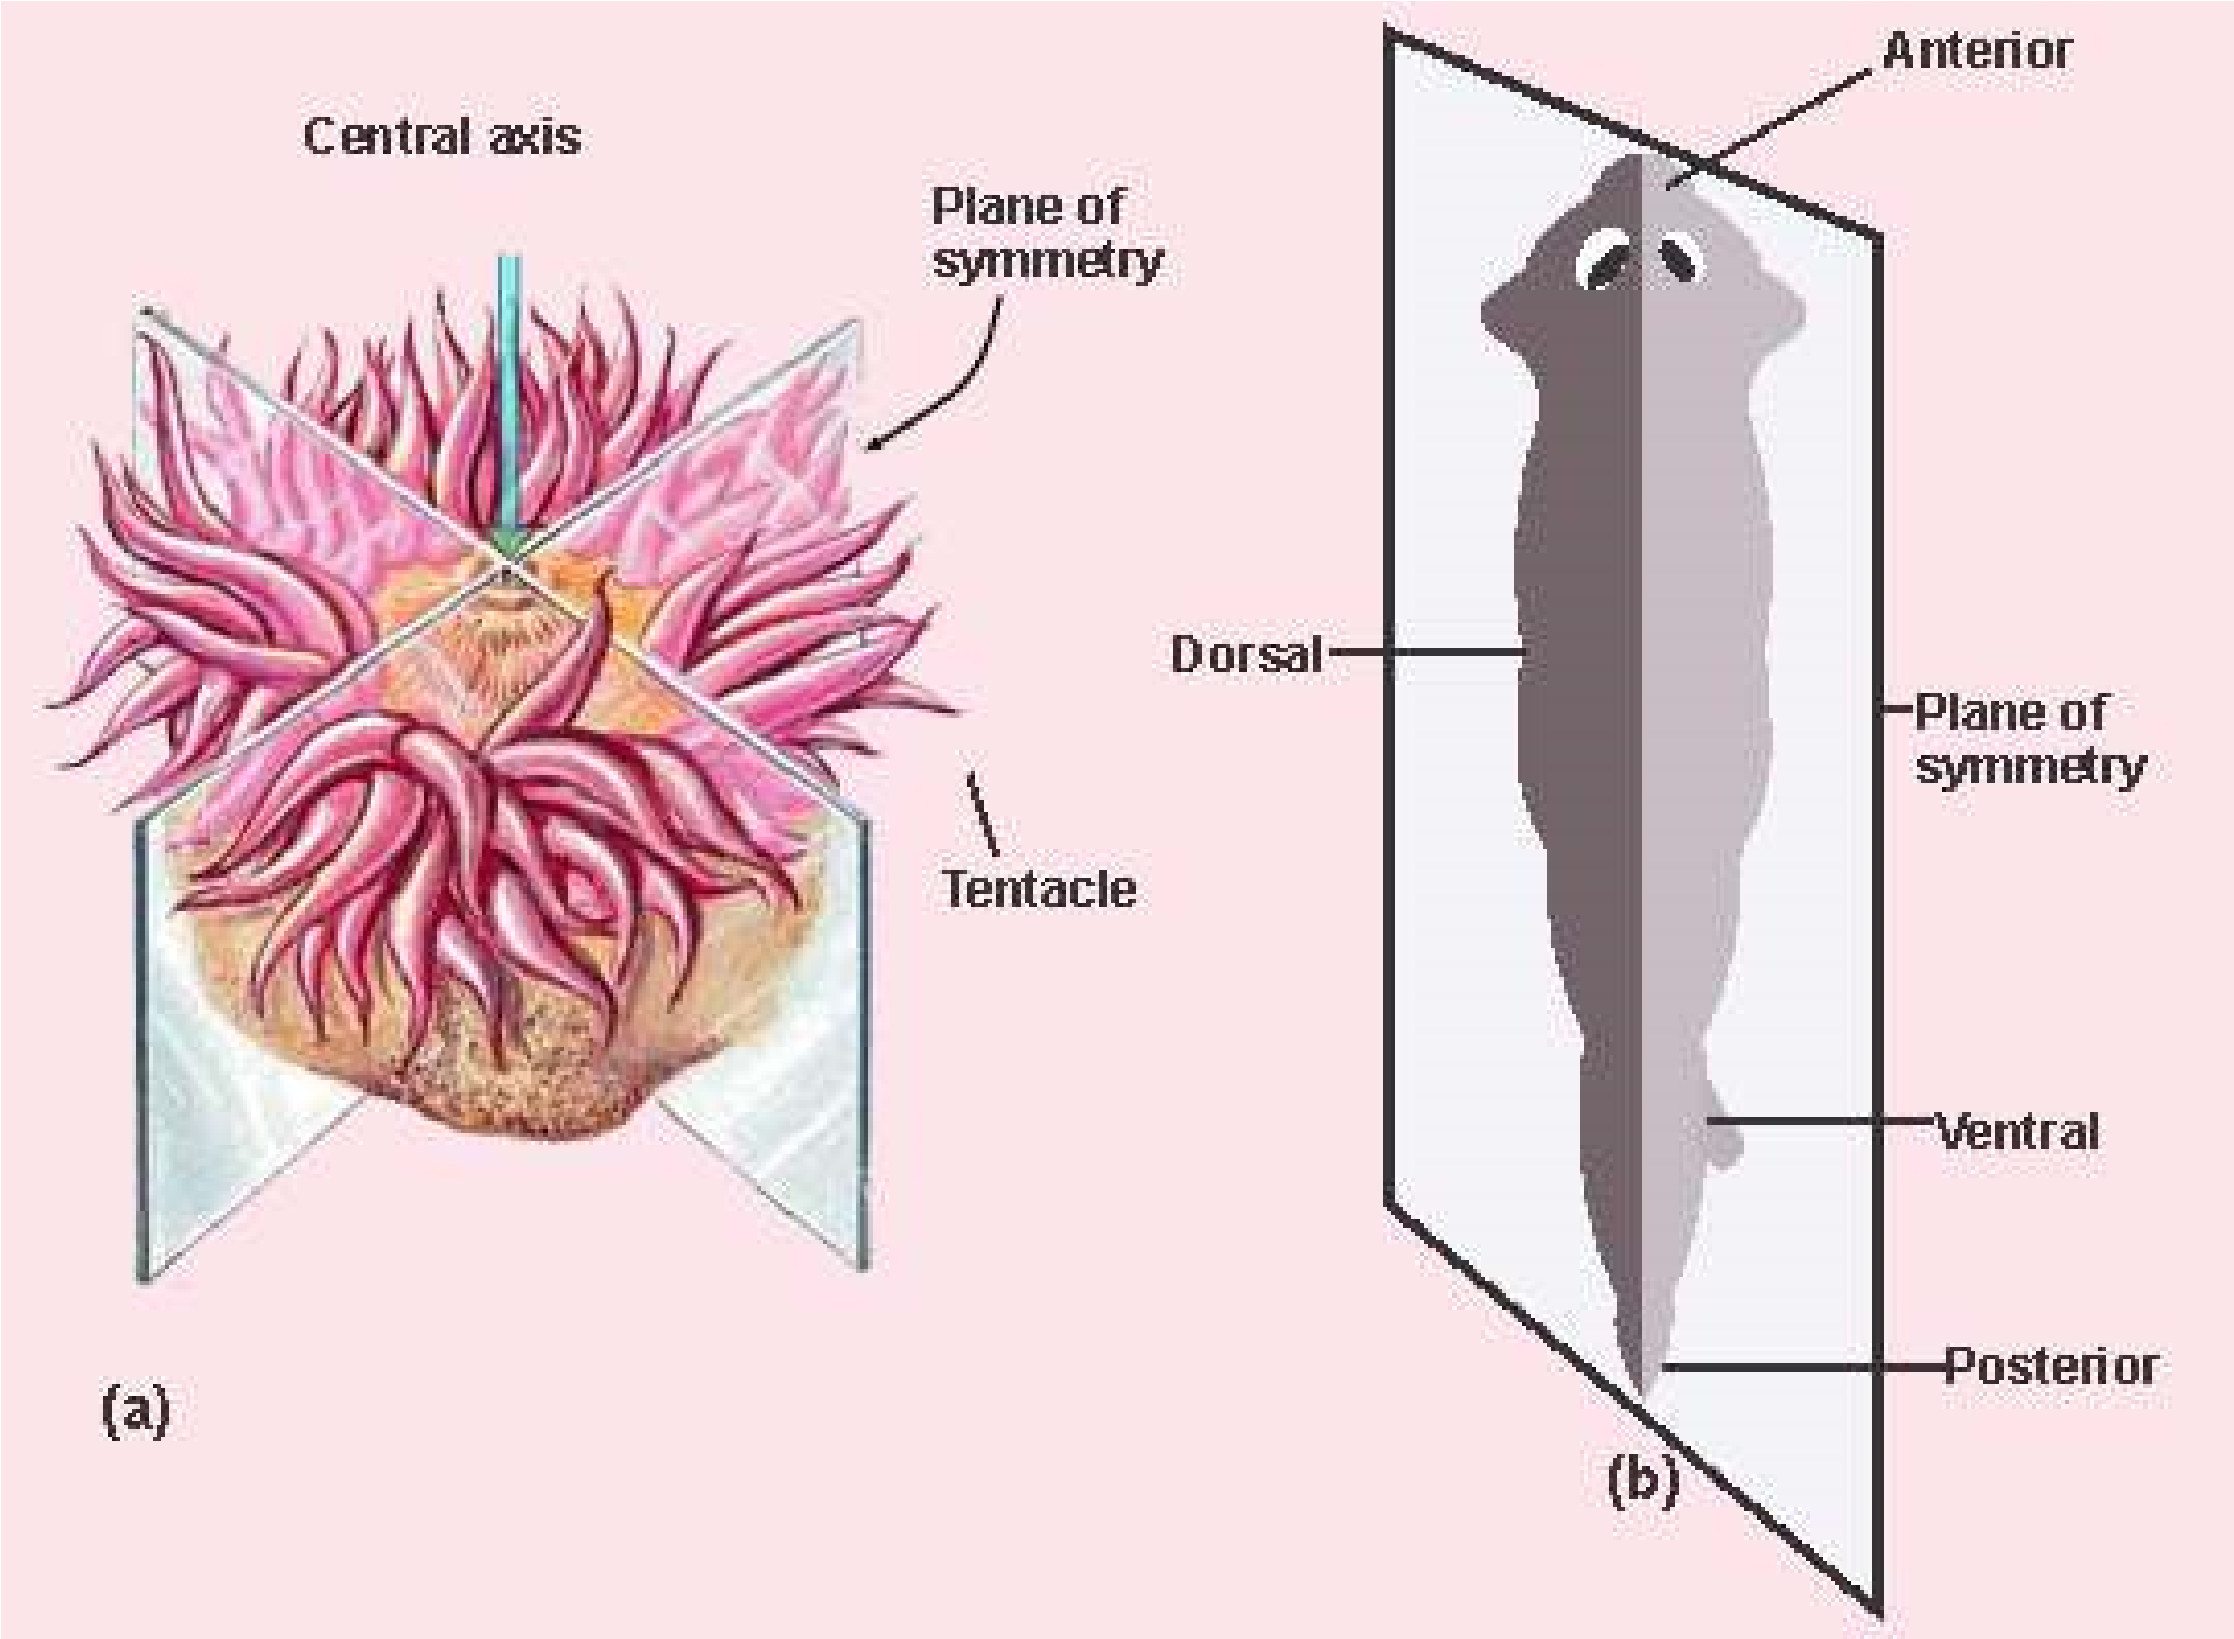 Central axis
Plane of
symmetry
Tentacle
(a)
Anterior
Dorsal
Plane of
symmetry
Ventral
Posterior
(b)